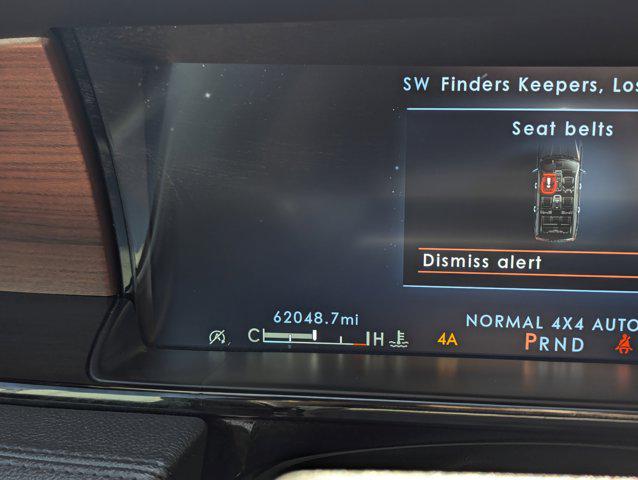 SW Finders Keepers, Los
Seat belts
Dismiss alert
62048.7mi
NORMAL 4X4 AUTO
C H 4A PRND